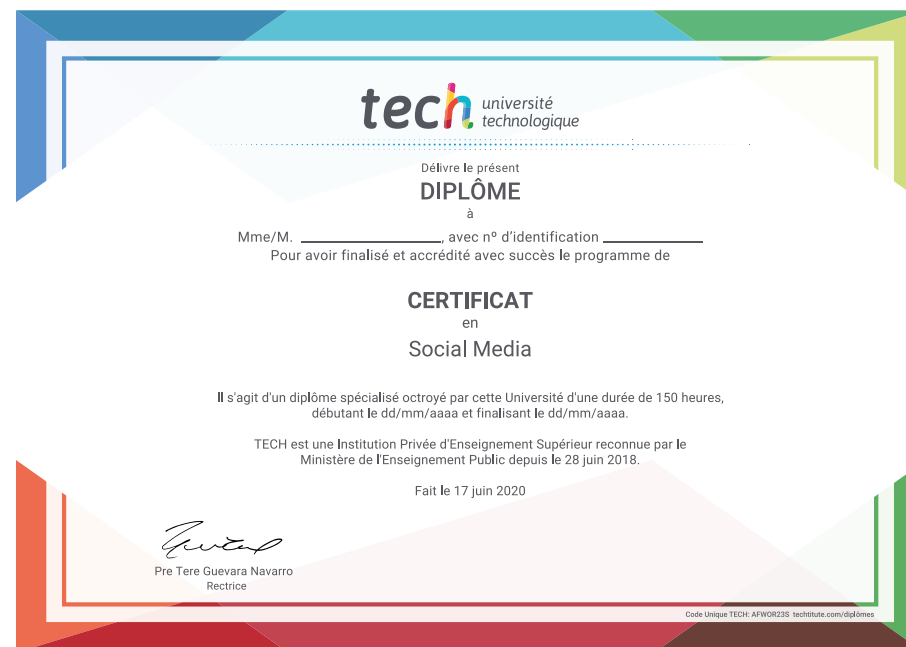 tech université
technologique
Délivre le présent
DIPLÔME
à
Mme/M. ____________________, avec nº d'identification ______________
Pour avoir finalisé et accrédité avec succès le programme de
CERTIFICAT
en
Social Media
Il s'agit d'un diplôme spécialisé octroyé par cette Université d'une durée de 150 heures,
débutant le dd/mm/aaaa et finalisant le dd/mm/aaaa.
TECH est une Institution Privée d'Enseignement Supérieur reconnue par le
Ministère de l'Enseignement Public depuis le 28 juin 2018.
Fait le 17 juin 2020
Pre Tere Guevara Navarro
Rectrice
Code Unique TECH: AFWOR23S techtitute.com/diplômes